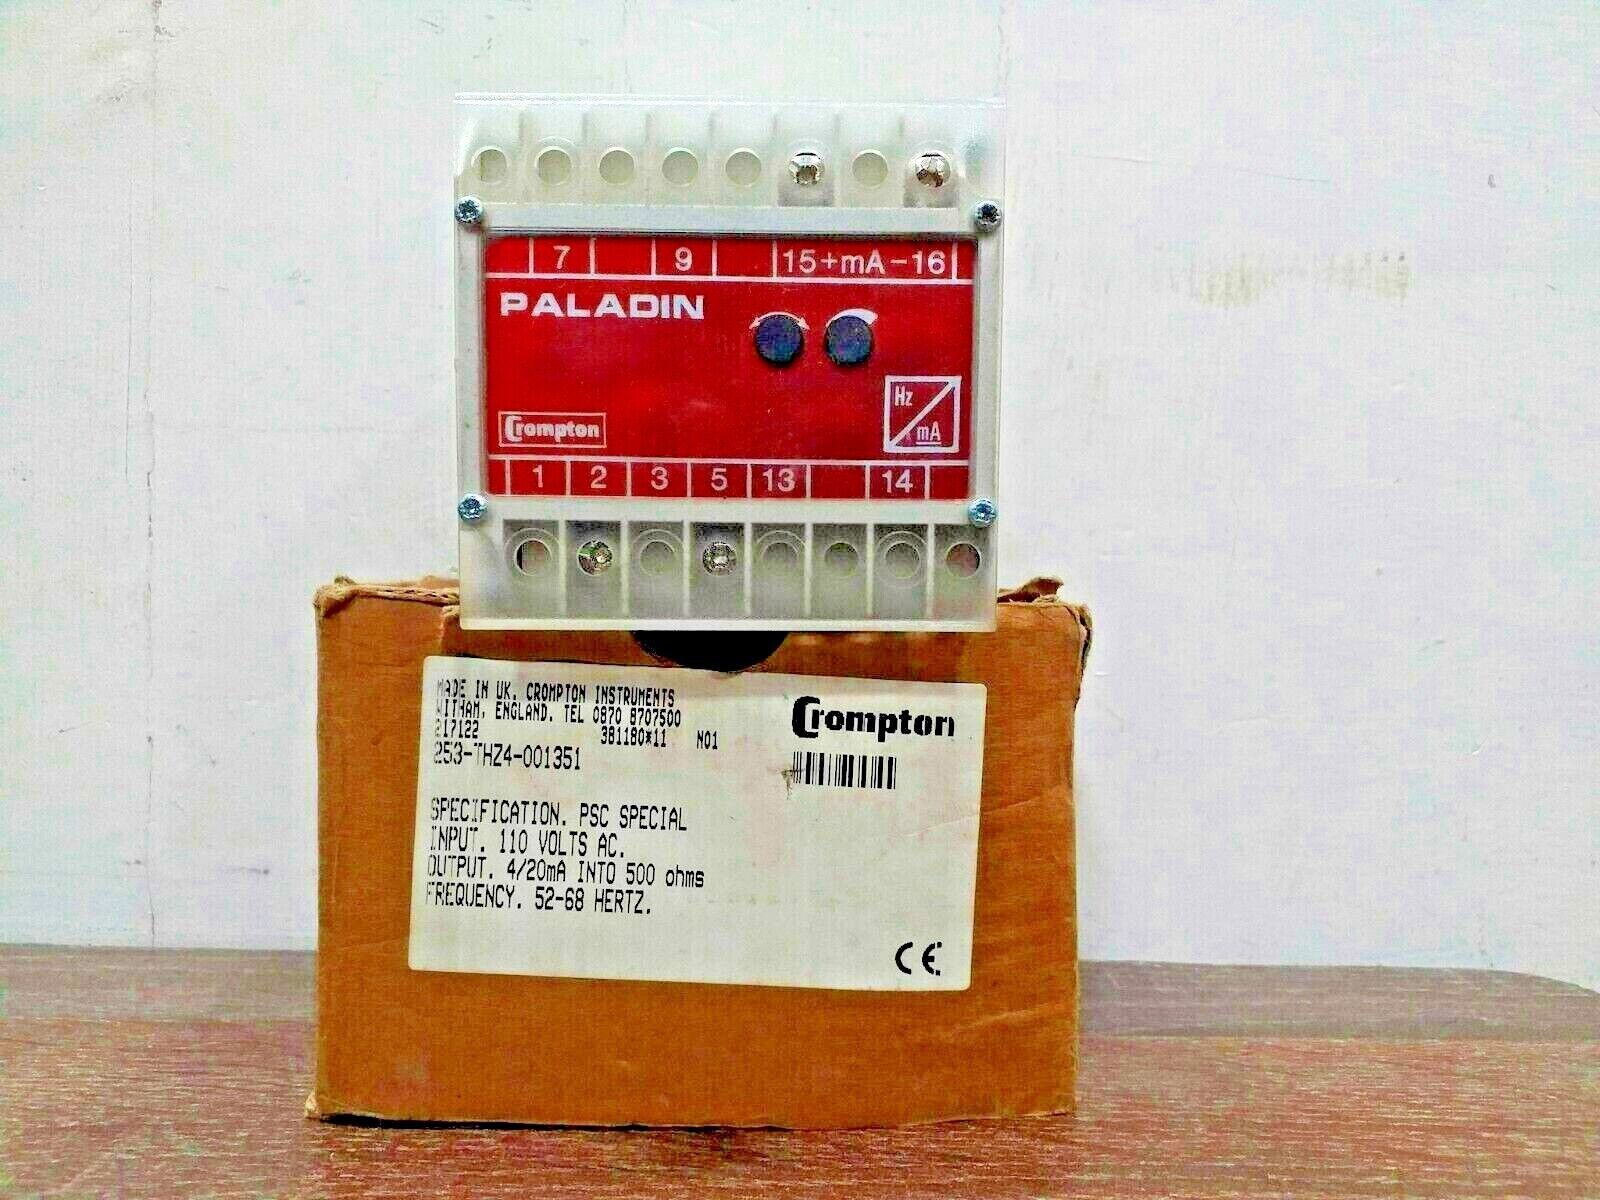 7 9 15+mA-16
PALADIN
Hz
mA
Crompton
1 2 3 5 13 14
MADE IN UK. CROMPTON INSTRUMENTS
WITHAM, ENGLAND. TEL 0870 8707500
217122 381180*11 N01
253-THZ4-001351
Crompton
SPECIFICATION. PSC SPECIAL
INPUT. 110 VOLTS AC.
OUTPUT. 4/20mA INTO 500 ohms
FREQUENCY. 52-68 HERTZ.
CE